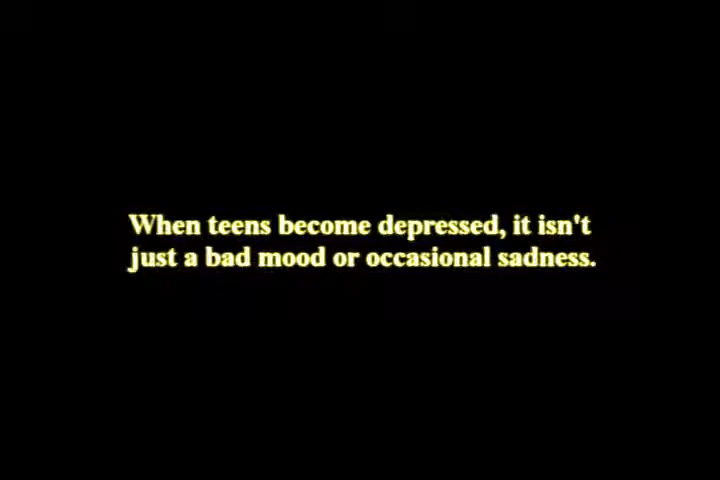 When teens become depressed, it isn't
just a bad mood or occasional sadness.